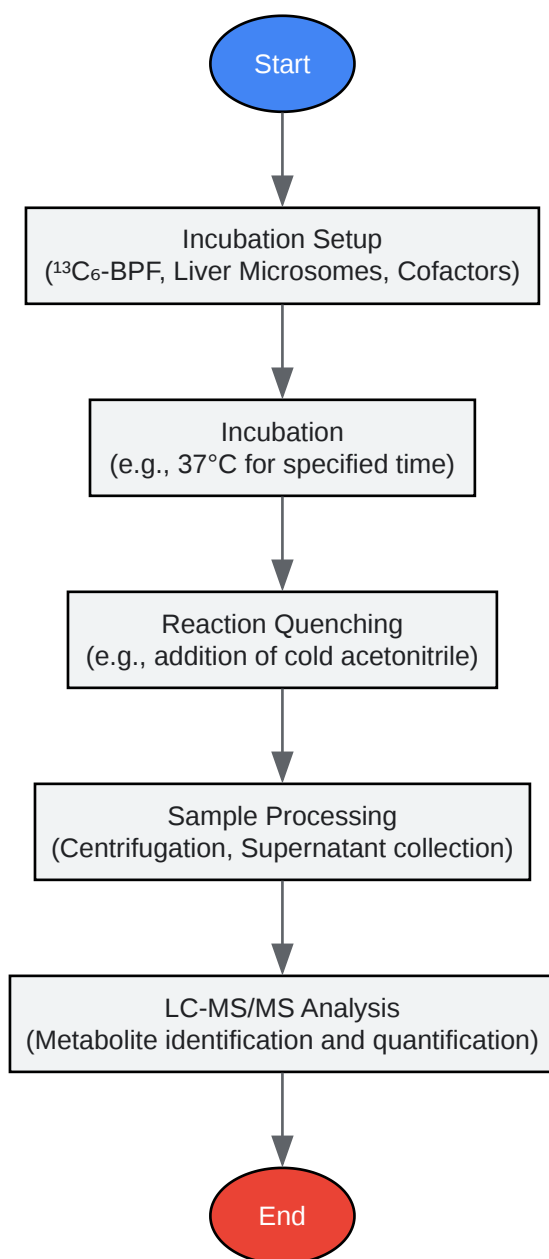 Start
Incubation Setup
(¹³C₆-BPF, Liver Microsomes, Cofactors)
Incubation
(e.g., 37°C for specified time)
Reaction Quenching
(e.g., addition of cold acetonitrile)
Sample Processing
(Centrifugation, Supernatant collection)
LC-MS/MS Analysis
(Metabolite identification and quantification)
End